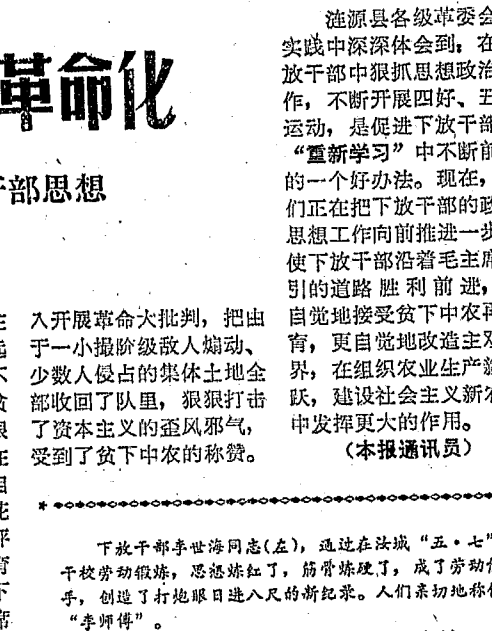 革命化
干部思想
入开展革命大批判，把由
于一小撮阶级敌人煽动、
少数人侵占的集体土地全
部收回了队里，狠狠打击
了资本主义的歪风邪气，
受到了贫下中农的称赞。
涟源县各级革委会
实践中深深体会到：在
放干部中狠抓思想政治
作，不断开展四好、五
运动，是促进下放干部
“重新学习”中不断前
的一个好办法。现在，
们正在把下放干部的政
思想工作向前推进一步
使下放干部沿着毛主席
引的道路胜利前进，
自觉地接受贫下中农再
育，更自觉地改造主观
界，在组织农业生产新
跃，建设社会主义新农
中发挥更大的作用。
（本报通讯员）
下放干部李世海同志(左)，通过在汝城“五·七”
干校劳动锻炼，思想炼红了，筋骨炼硬了，成了劳动能
手，创造了打炮眼日进八尺的新纪录。人们亲切地称他
“李师傅”。